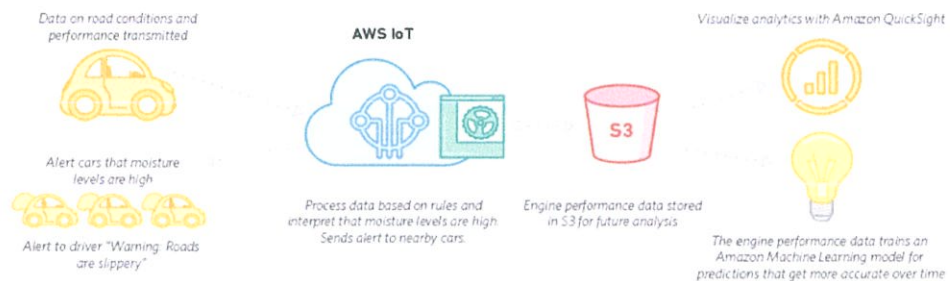 Data on road conditions and
performance transmitted
Alert cars that moisture
levels are high
Alert to driver "Warning: Roads
are slippery"
AWS IoT
Process data based on rules and
interpret that moisture levels are high.
Sends alert to nearby cars.
S3
Engine performance data stored
in S3 for future analysis
Visualize analytics with Amazon QuickSight
The engine performance data trains an
Amazon Machine Learning model for
predictions that get more accurate over time